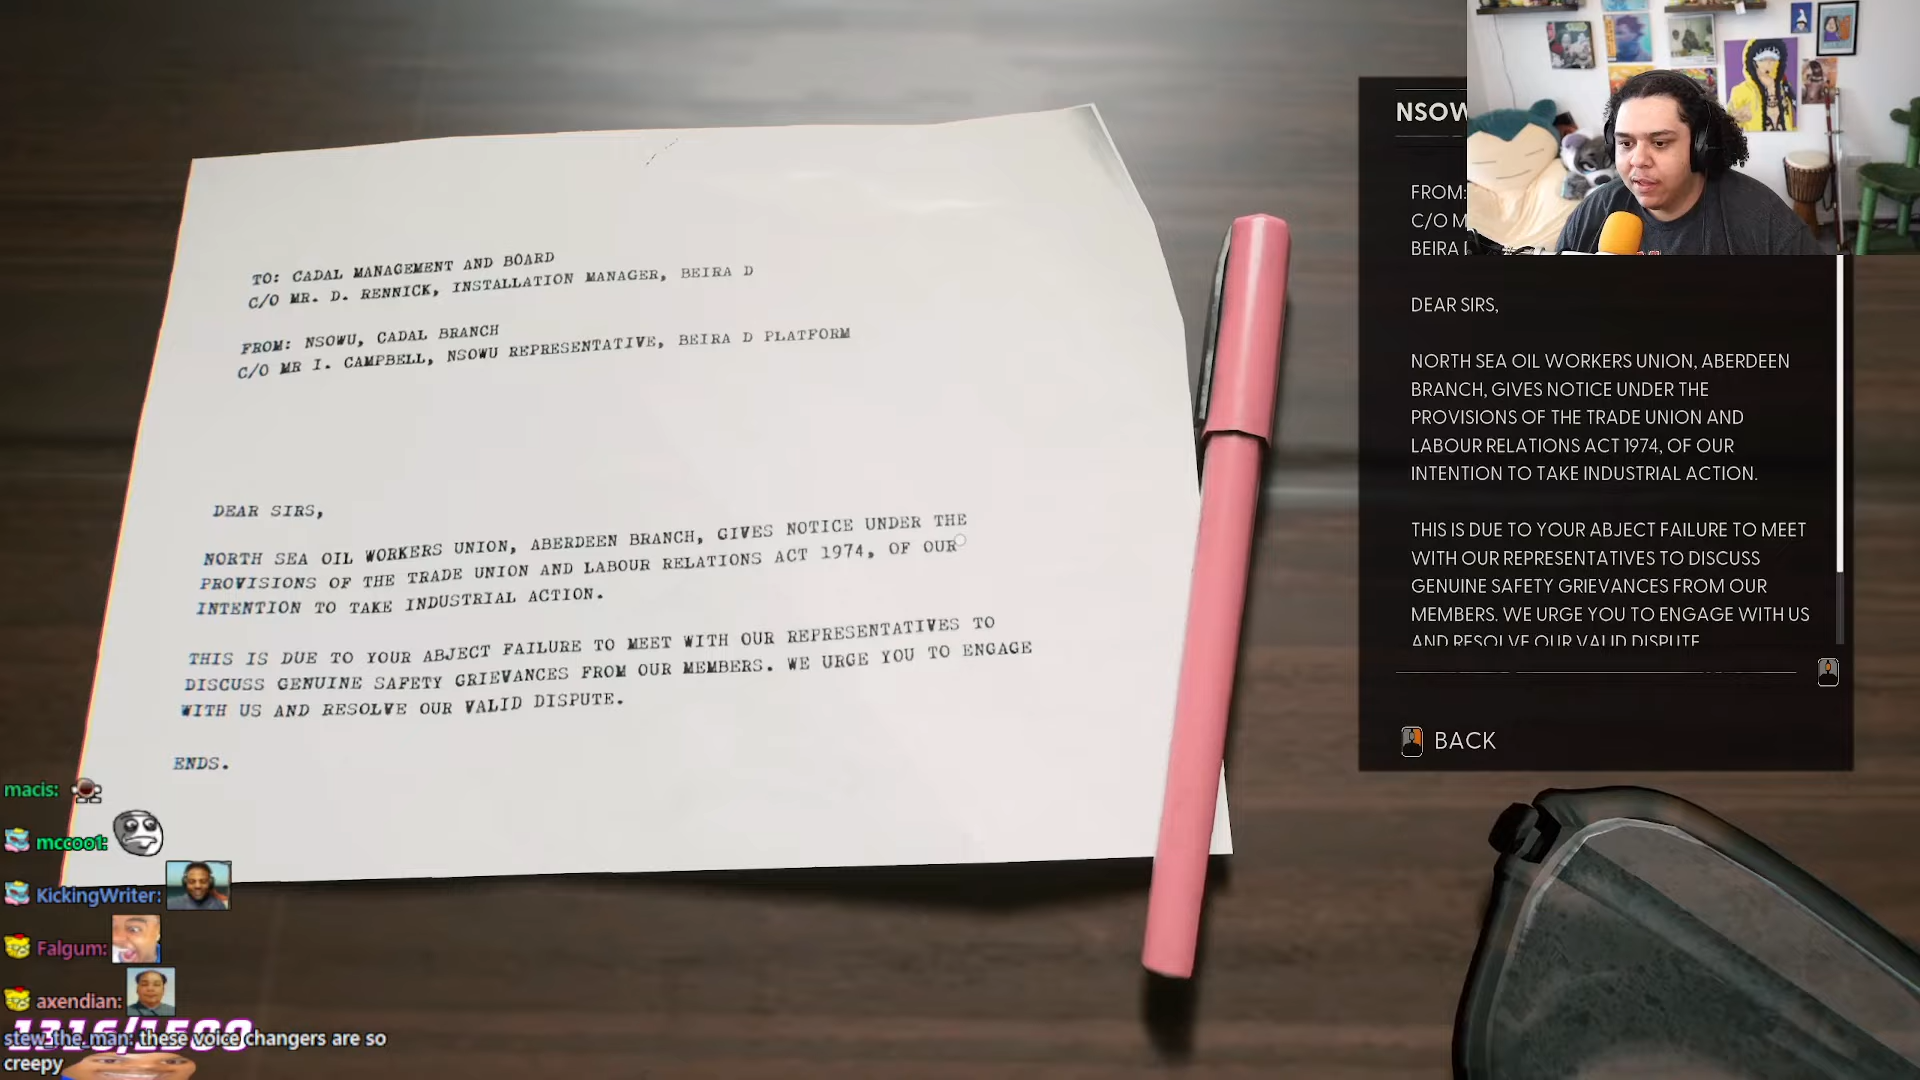 TO: CADAL MANAGEMENT AND BOARD
C/O MR. D. RENNICK, INSTALLATION MANAGER, BEIRA D
FROM: NSOWU, CADAL BRANCH
C/O MR I. CAMPBELL, NSOWU REPRESENTATIVE, BEIRA D PLATFORM
DEAR SIRS,
NORTH SEA OIL WORKERS UNION, ABERDEEN BRANCH, GIVES NOTICE UNDER THE
PROVISIONS OF THE TRADE UNION AND LABOUR RELATIONS ACT 1974, OF OUR
INTENTION TO TAKE INDUSTRIAL ACTION.
THIS IS DUE TO YOUR ABJECT FAILURE TO MEET WITH OUR REPRESENTATIVES TO
DISCUSS GENUINE SAFETY GRIEVANCES FROM OUR MEMBERS. WE URGE YOU TO ENGAGE
WITH US AND RESOLVE OUR VALID DISPUTE.
ENDS.
NSOW
FROM:
C/O M
BEIRA
DEAR SIRS,
NORTH SEA OIL WORKERS UNION, ABERDEEN
BRANCH, GIVES NOTICE UNDER THE
PROVISIONS OF THE TRADE UNION AND
LABOUR RELATIONS ACT 1974, OF OUR
INTENTION TO TAKE INDUSTRIAL ACTION.
THIS IS DUE TO YOUR ABJECT FAILURE TO MEET
WITH OUR REPRESENTATIVES TO DISCUSS
GENUINE SAFETY GRIEVANCES FROM OUR
MEMBERS. WE URGE YOU TO ENGAGE WITH US
AND RESOLVE OUR VALID DISPUTE
BACK
macis:
mccoo1:
KickingWriter:
Falgum:
axendian:
1316/1500
stew_the_man: these voice changers are so
creepy